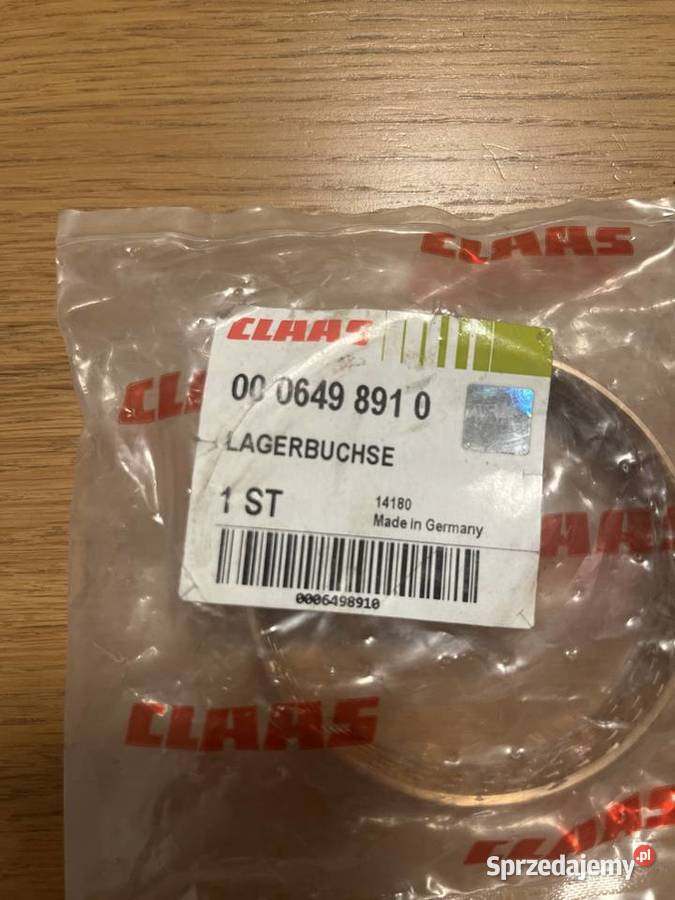 CLAAS
CLAAS
00 0649 891 0
CLAAS
LAGERBUCHSE
1 ST
14180
Made in Germany
0006498910
CLAAS
CLAAS
Sprzedajemy.pl